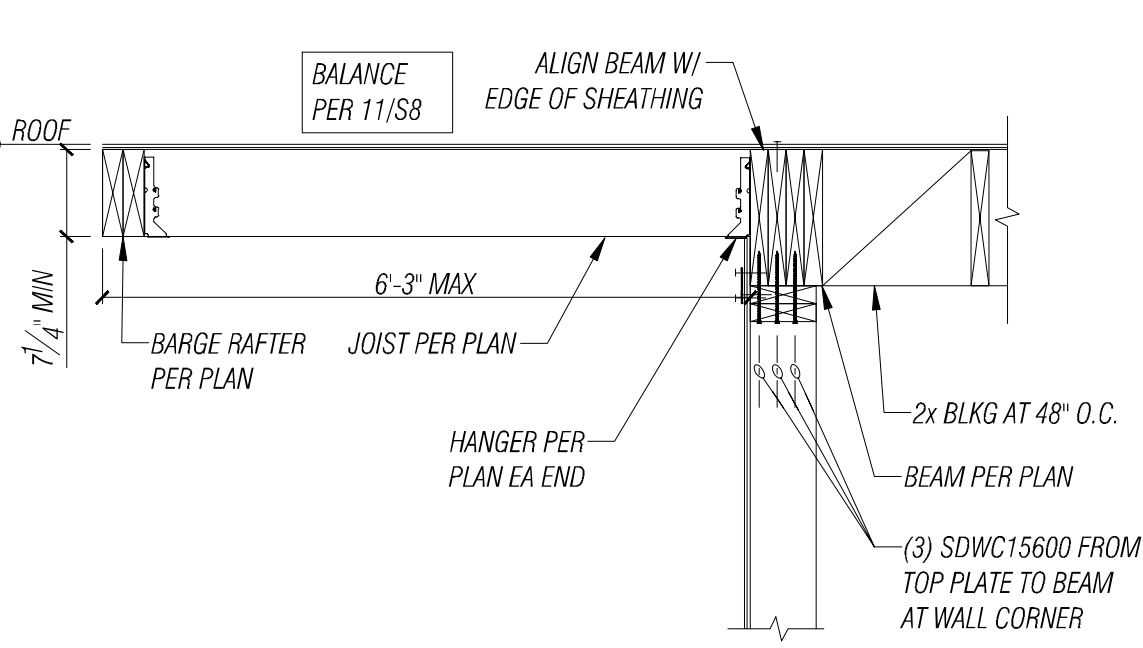 BALANCE
PER 11/S8
ALIGN BEAM W/
EDGE OF SHEATHING
ROOF
7 1/4" MIN
6'-3" MAX
BARGE RAFTER
PER PLAN
JOIST PER PLAN
HANGER PER
PLAN EA END
2x BLKG AT 48" O.C.
BEAM PER PLAN
(3) SDWC15600 FROM
TOP PLATE TO BEAM
AT WALL CORNER